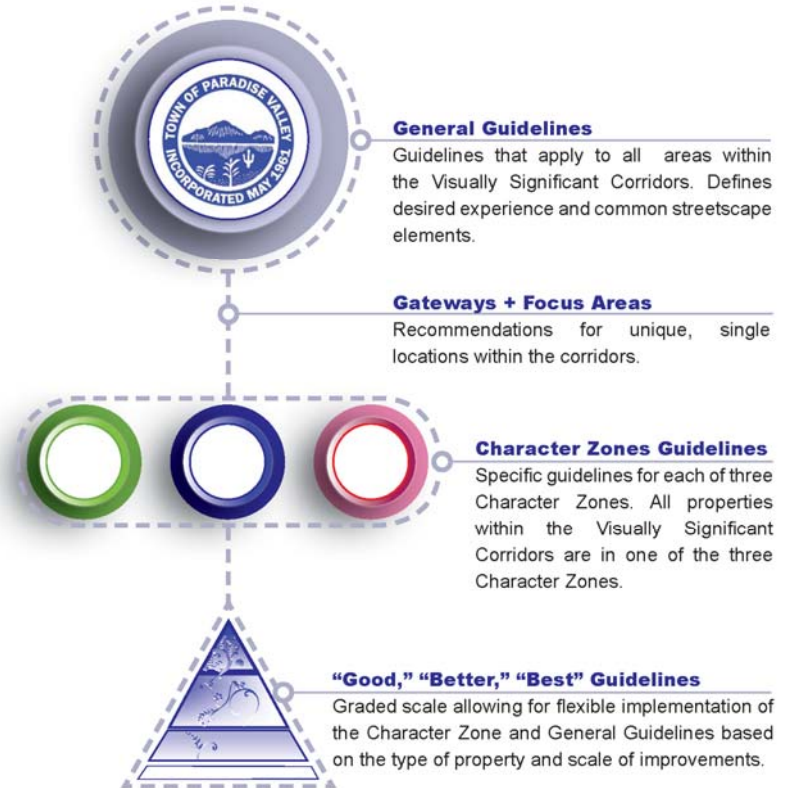 TOWN OF PARADISE VALLEY
INCORPORATED MAY 1961
General Guidelines
Guidelines that apply to all areas within
the Visually Significant Corridors. Defines
desired experience and common streetscape
elements.
Gateways + Focus Areas
Recommendations for unique, single
locations within the corridors.
Character Zones Guidelines
Specific guidelines for each of three
Character Zones. All properties
within the Visually Significant
Corridors are in one of the three
Character Zones.
“Good,” “Better,” “Best” Guidelines
Graded scale allowing for flexible implementation of
the Character Zone and General Guidelines based
on the type of property and scale of improvements.